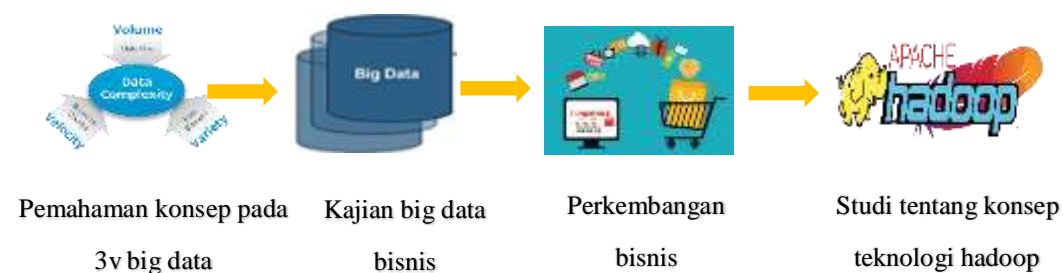 Volume
Data
Complexity
Velocity
Variety
Big Data
APACHE
hadoop
Pemahaman konsep pada
3v big data
Kajian big data
bisnis
Perkembangan
bisnis
Studi tentang konsep
teknologi hadoop